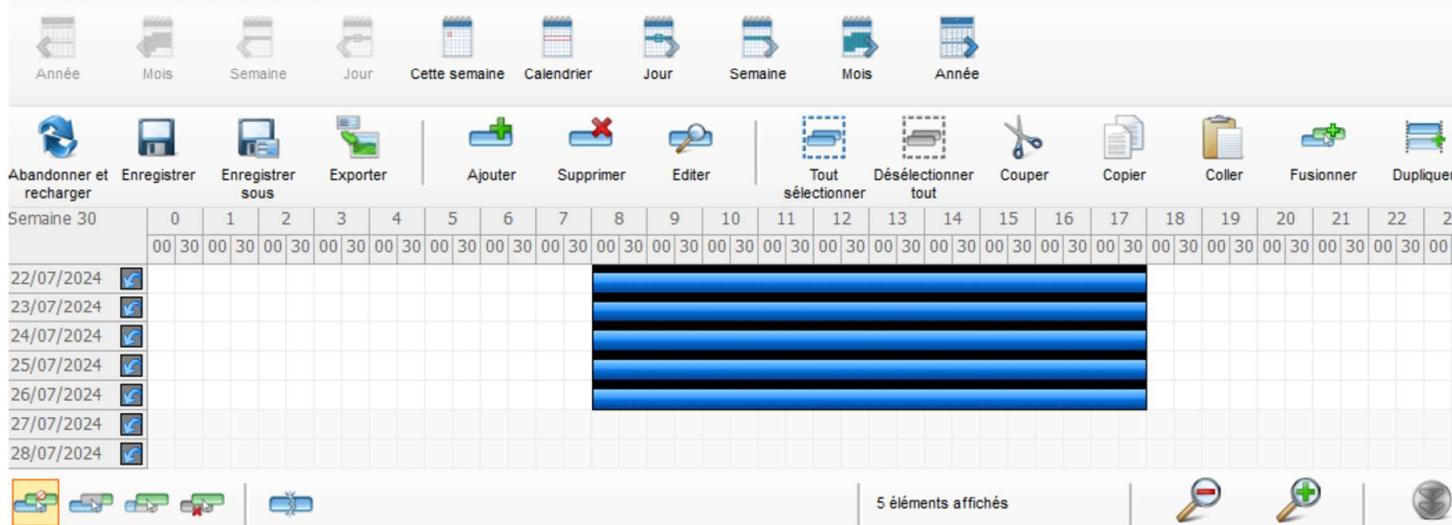 Année Mois Semaine Jour Cette semaine Calendrier Jour Semaine Mois Année
Abandonner et recharger Enregistrer Enregistrer sous Exporter Ajouter Supprimer Editer Tout sélectionner Désélectionner tout Couper Copier Coller Fusionner Dupliquer
Semaine 30 0 1 2 3 4 5 6 7 8 9 10 11 12 13 14 15 16 17 18 19 20 21 22 2
00 30 00 30 00 30 00 30 00 30 00 30 00 30 00 30 00 30 00 30 00 30 00 30 00 30 00 30 00 30 00 30 00 30 00 30 00 30 00 30 00 30 00 30 00 30 00
22/07/2024
23/07/2024
24/07/2024
25/07/2024
26/07/2024
27/07/2024
28/07/2024
5 éléments affichés